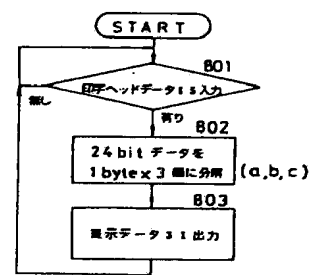 START
801
印字ヘッドデータ15入力
無し
有り
802
24bit データを
1byte×3 個に分解
(a,b,c)
803
表示データ31出力